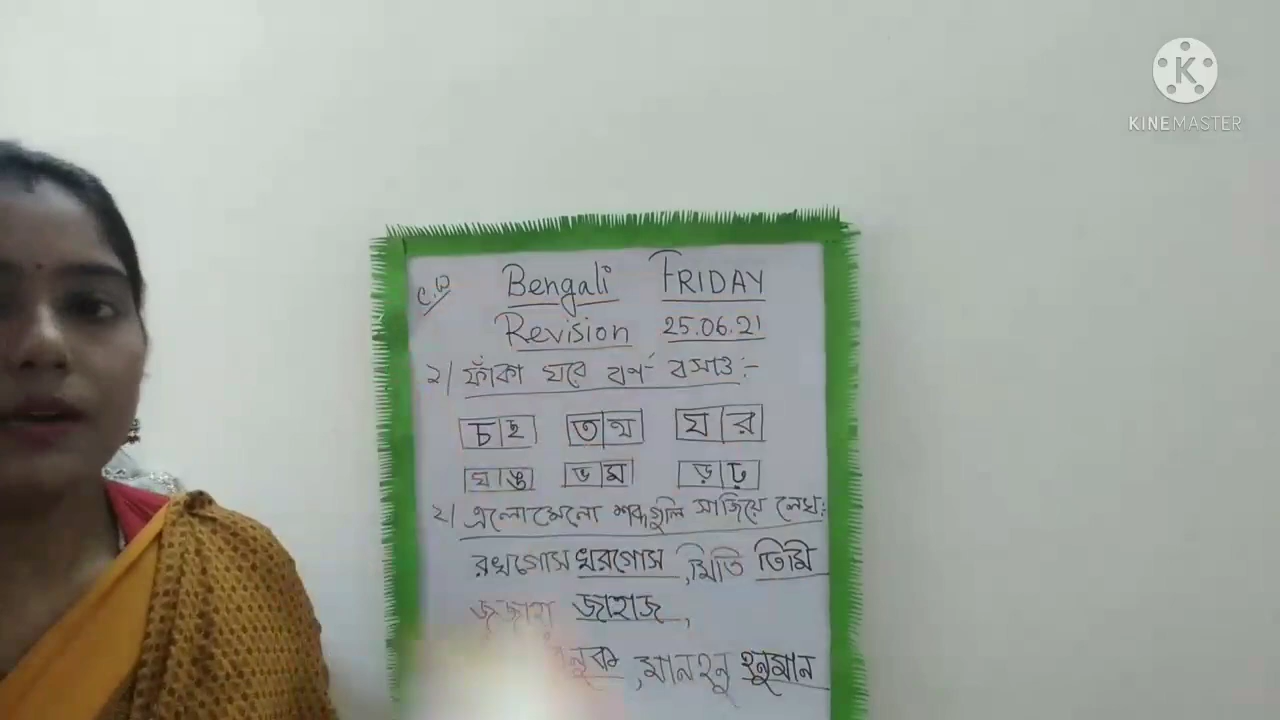 KINEMASTER
C.W Bengali FRIDAY
Revision 25.06.21
১| ফাঁকা ঘরে বর্ণ বসাও:-
চ ছ ত থ য র
ঘ ঙ ভ ম ড় ঢ়
২| এলোমেলো শব্দগুলি সাজিয়ে লেখ:
রখগোস খরগোস, মিতি তিমী
জজাহা জাহাজ,
মানহনু হনুমান